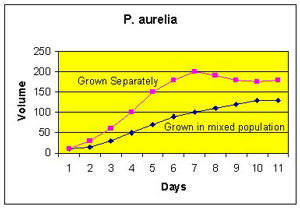 P. aurelia
Volume
250
200
150
100
50
0
Grown Separately
Grown in mixed population
1 2 3 4 5 6 7 8 9 10 11
Days